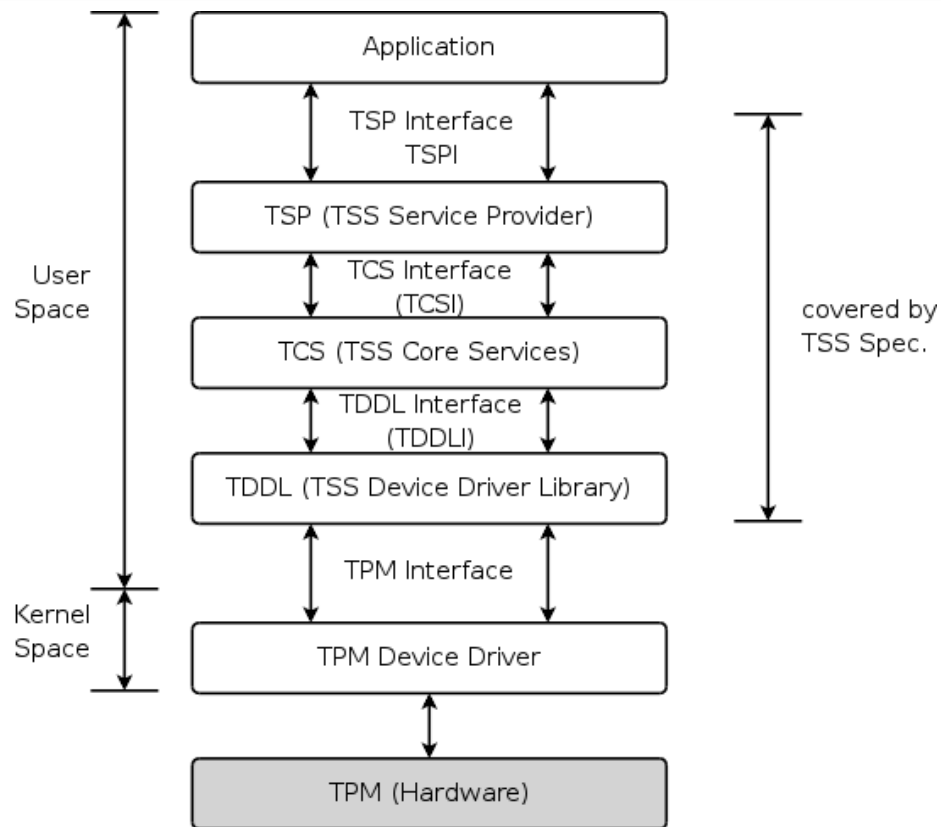 Application
TSP Interface
TSPI
TSP (TSS Service Provider)
User
Space
TCS Interface
(TCSI)
covered by
TSS Spec.
TCS (TSS Core Services)
TDDL Interface
(TDDLI)
TDDL (TSS Device Driver Library)
TPM Interface
Kernel
Space
TPM Device Driver
TPM (Hardware)